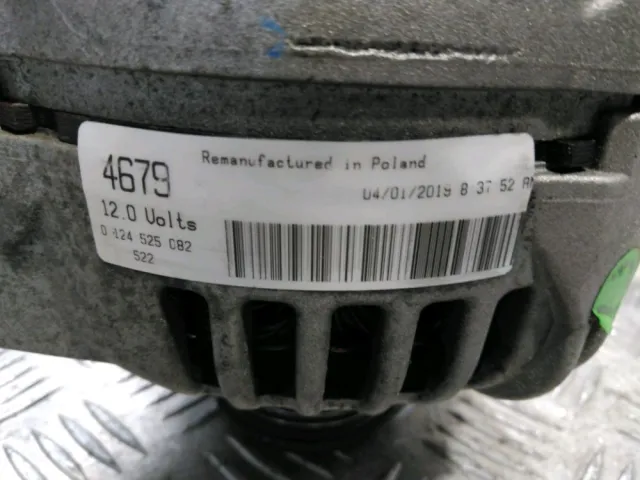 4679
Remanufactured in Poland
04/01/2019 8 37 52
12.0 Volts
0 124 525 082
522